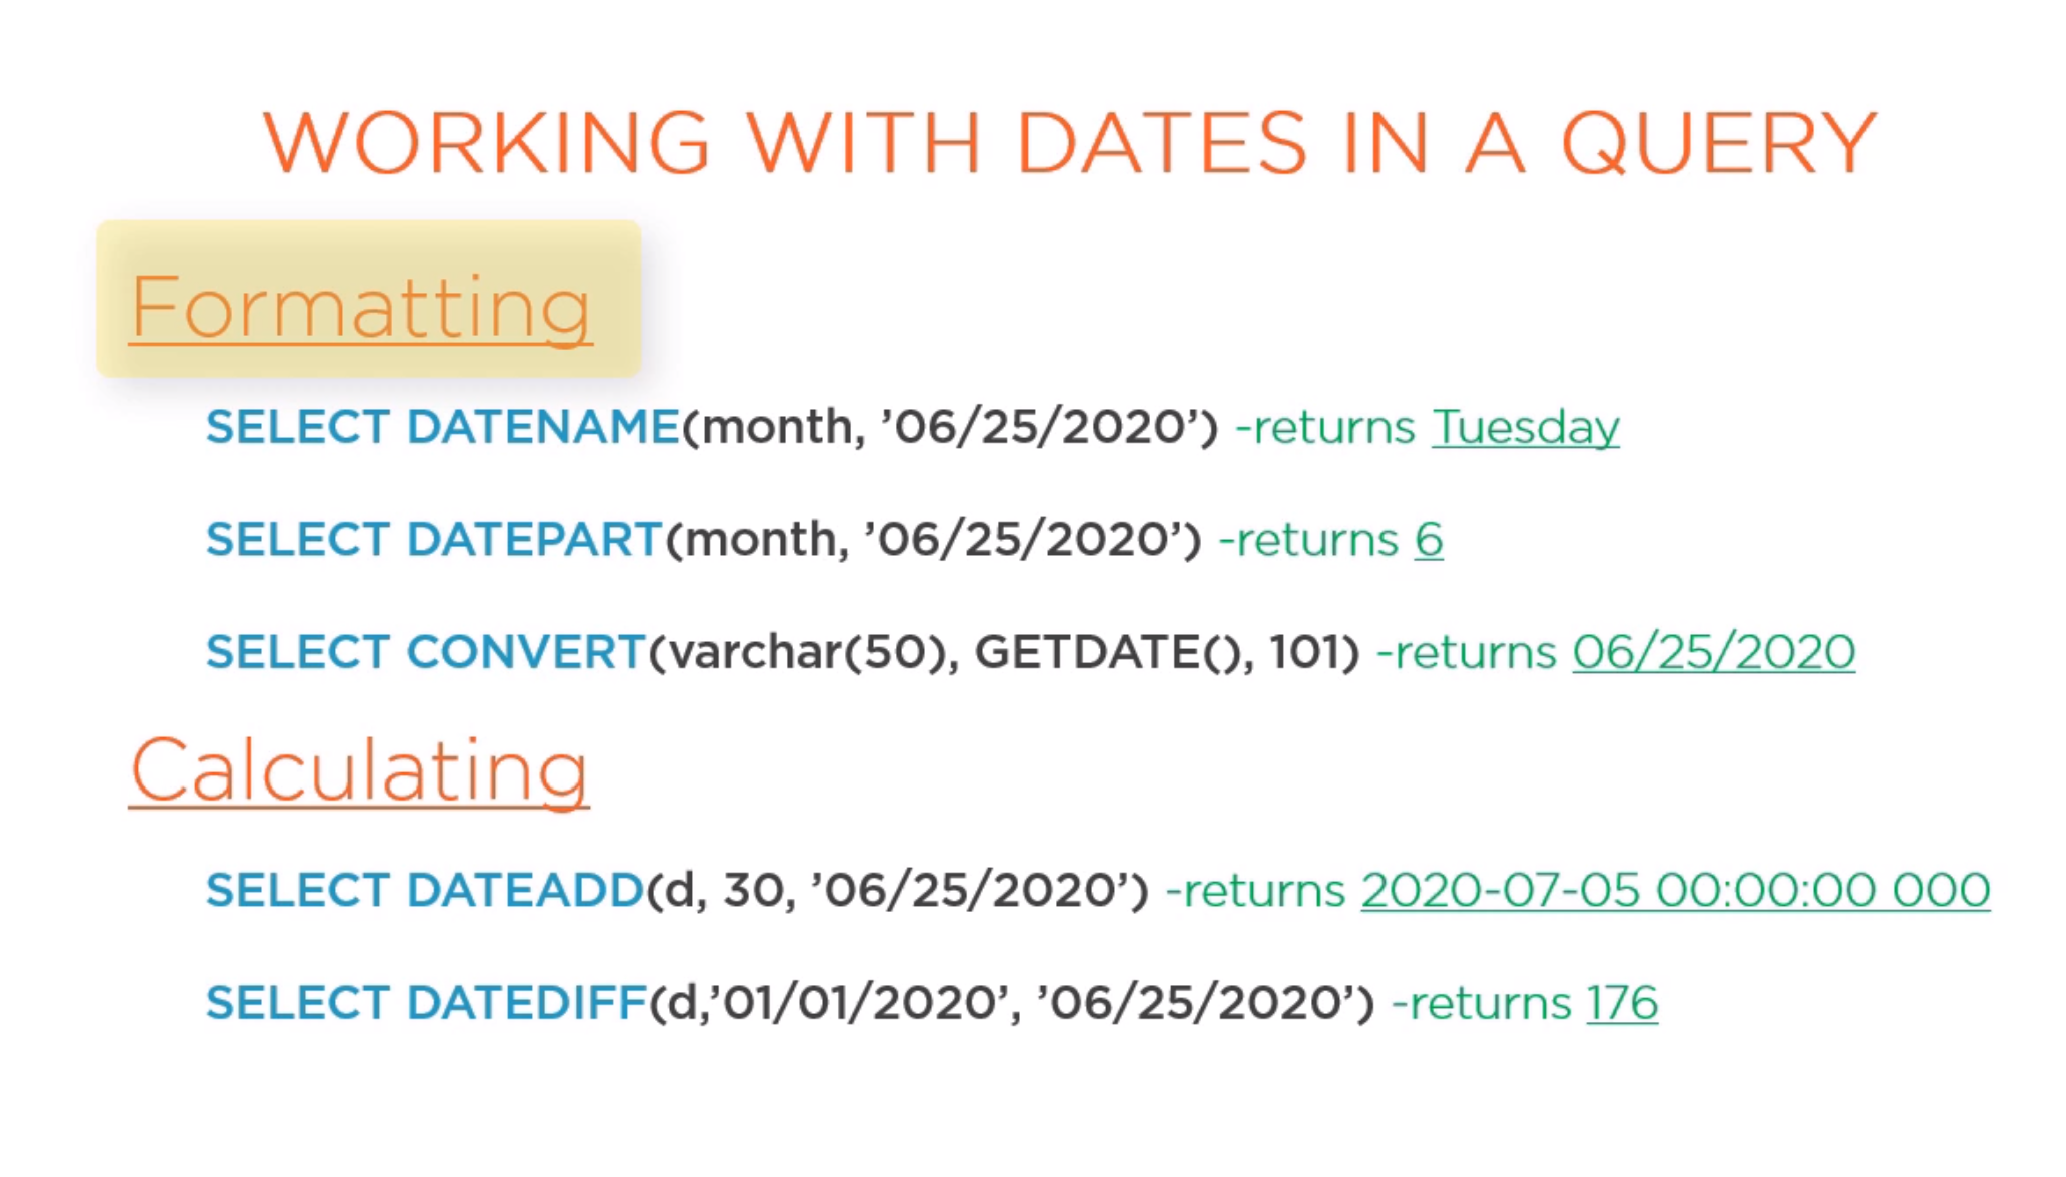 WORKING WITH DATES IN A QUERY
Formatting
SELECT DATENAME(month, ’06/25/2020’) -returns Tuesday
SELECT DATEPART(month, ’06/25/2020’) -returns 6
SELECT CONVERT(varchar(50), GETDATE(), 101) -returns 06/25/2020
Calculating
SELECT DATEADD(d, 30, ’06/25/2020’) -returns 2020-07-05 00:00:00 000
SELECT DATEDIFF(d,’01/01/2020’, ’06/25/2020’) -returns 176